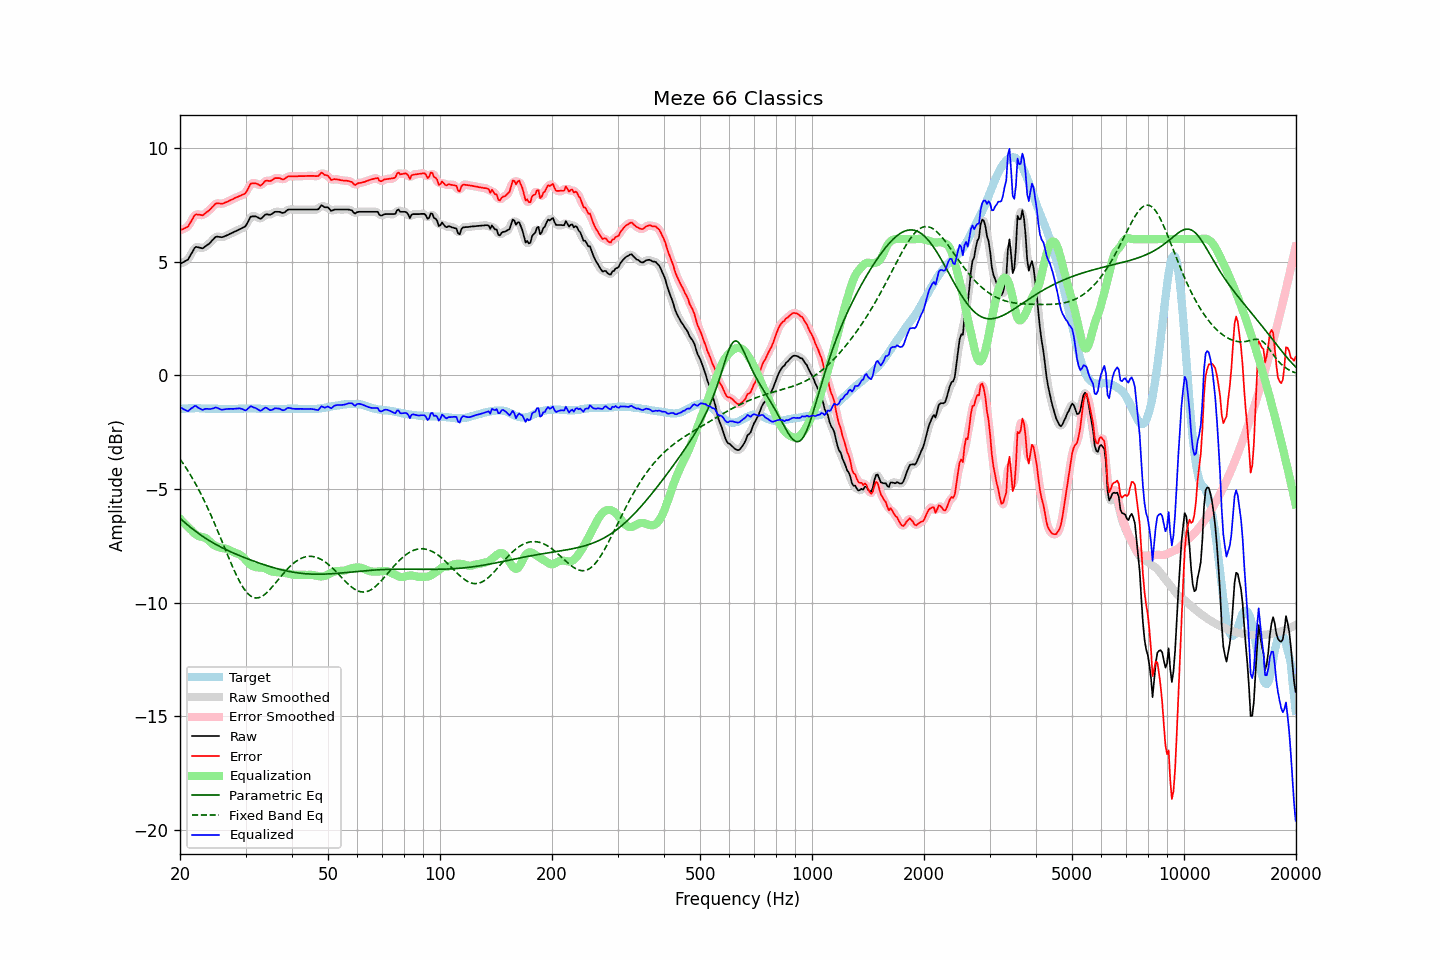 Meze 66 Classics
Amplitude (dBr)
10
5
0
−5
−10
−15
−20
Target
Raw Smoothed
Error Smoothed
Raw
Error
Equalization
Parametric Eq
Fixed Band Eq
Equalized
20 50 100 200 500 1000 2000 5000 10000 20000
Frequency (Hz)